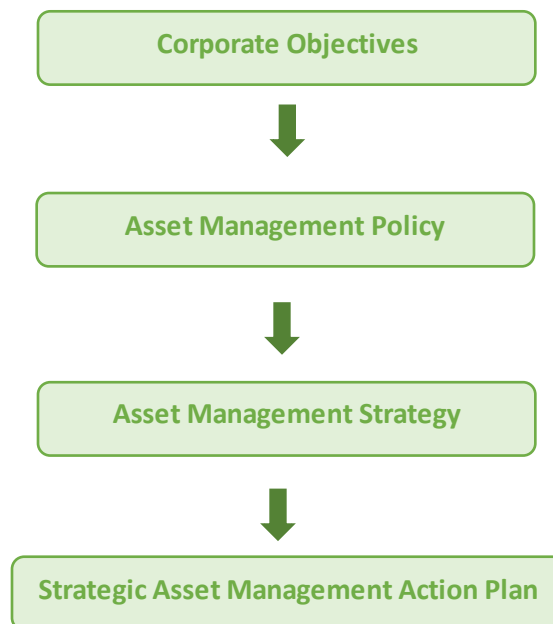 Corporate Objectives
Asset Management Policy
Asset Management Strategy
Strategic Asset Management Action Plan